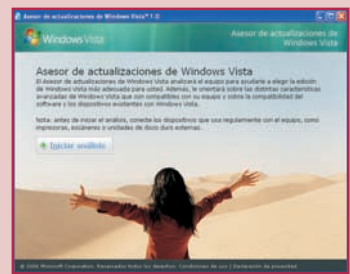 Asesor de actualizaciones de Windows Vista™ 1.0
Windows Vista
Asesor de actualizaciones de
Windows Vista
Asesor de actualizaciones de Windows Vista
El Asesor de actualizaciones de Windows Vista analizará el equipo para ayudarle a elegir la edición
de Windows Vista más adecuada para usted. Además, le orientará sobre las distintas características
avanzadas de Windows Vista que son compatibles con su equipo y sobre la compatibilidad del
software y los dispositivos existentes con Windows Vista.
Nota: antes de iniciar el análisis, conecte los dispositivos que usa regularmente con el equipo, como
impresoras, escáneres o unidades de disco duro externas.
Iniciar análisis
© 2006 Microsoft Corporation. Reservados todos los derechos. Condiciones de uso | Declaración de privacidad